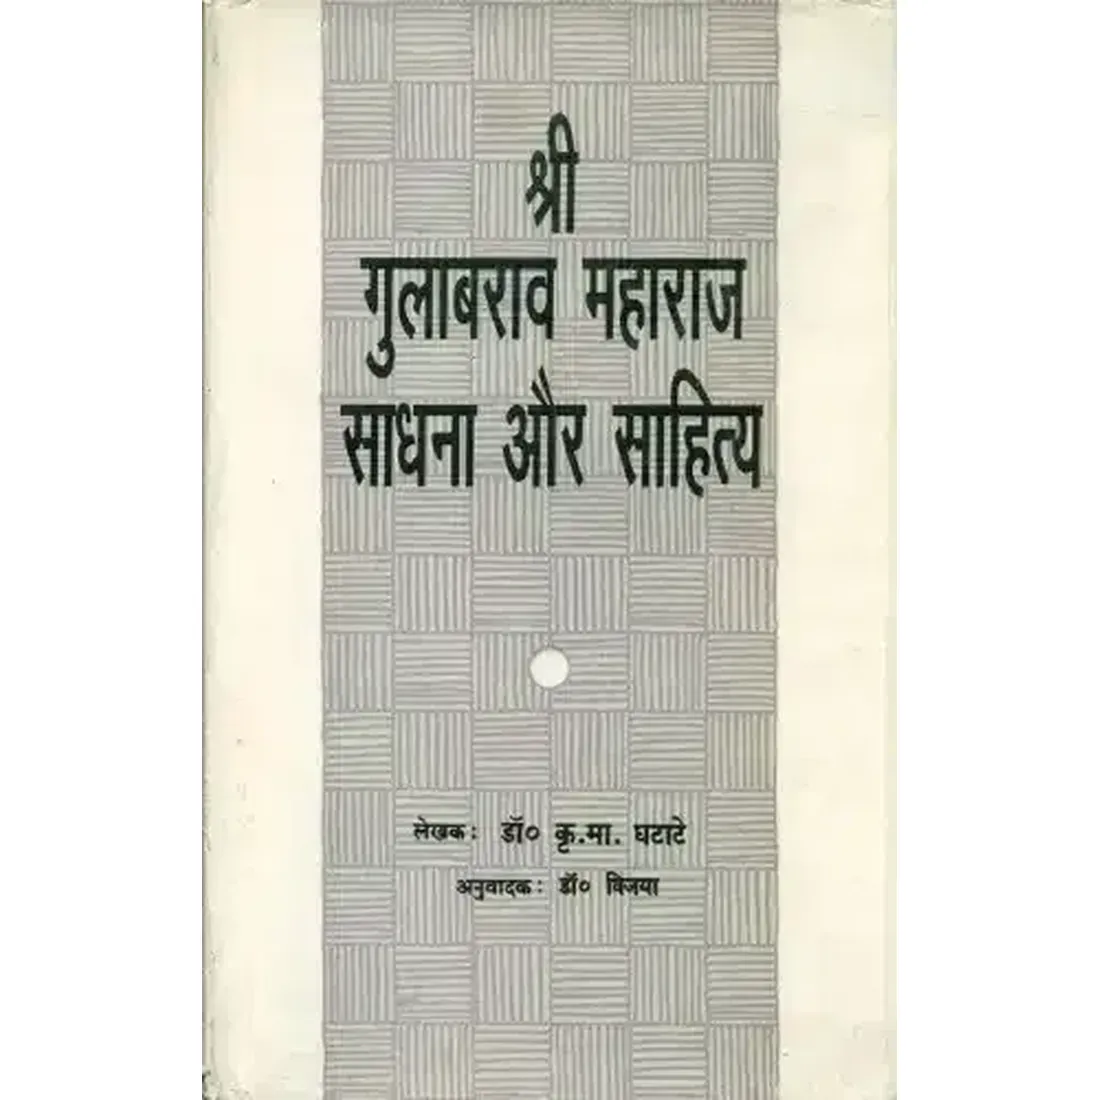 श्री
गुलाबराव महाराज
साधना और साहित्य
लेखक: डॉ० कृ.मा. घटाटे
अनुवादक: डॉ० विजया